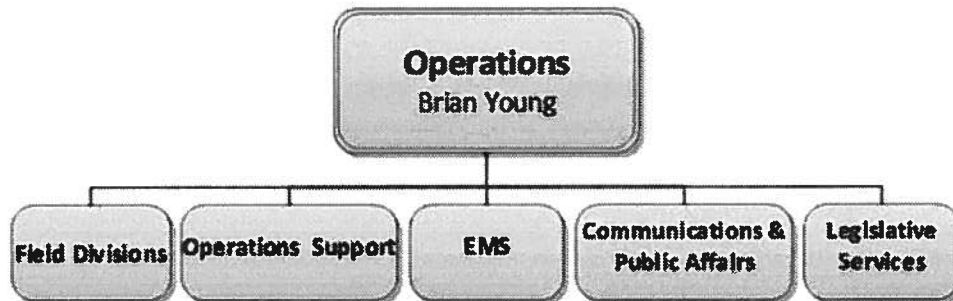 Operations
Brian Young
Field Divisions
Operations Support
EMS
Communications &
Public Affairs
Legislative
Services